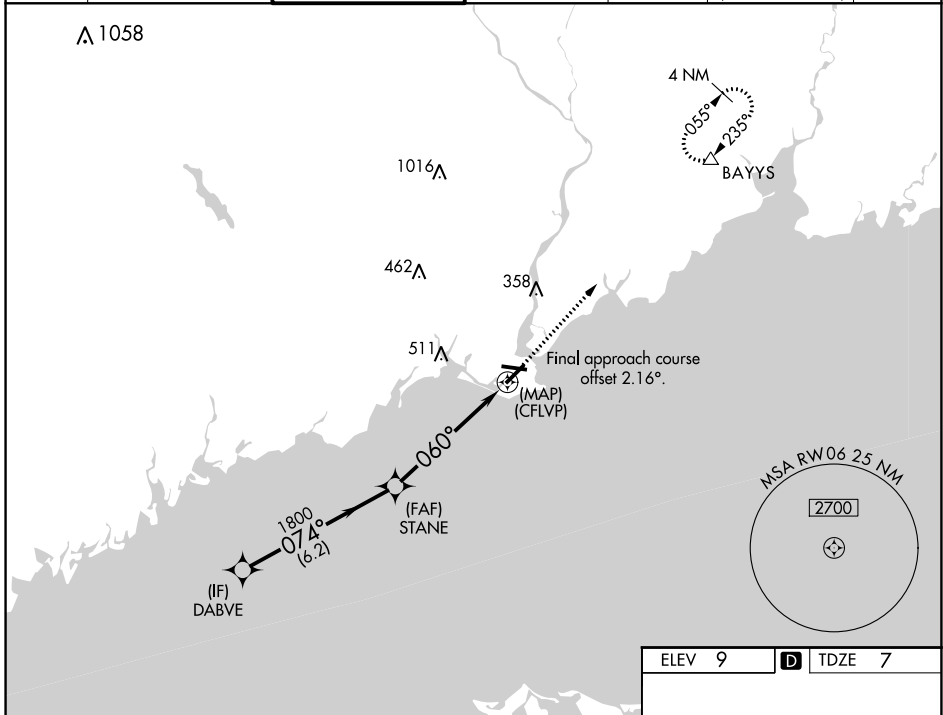 1058
4 NM
055°
235°
BAYYS
1016
462
358
511
Final approach course
offset 2.16°.
(MAP)
(CFLVP)
060°
MSA RW06 25 NM
2700
(FAF)
STANE
1800
074°
(6.2)
(IF)
DABVE
ELEV 9 D TDZE 7